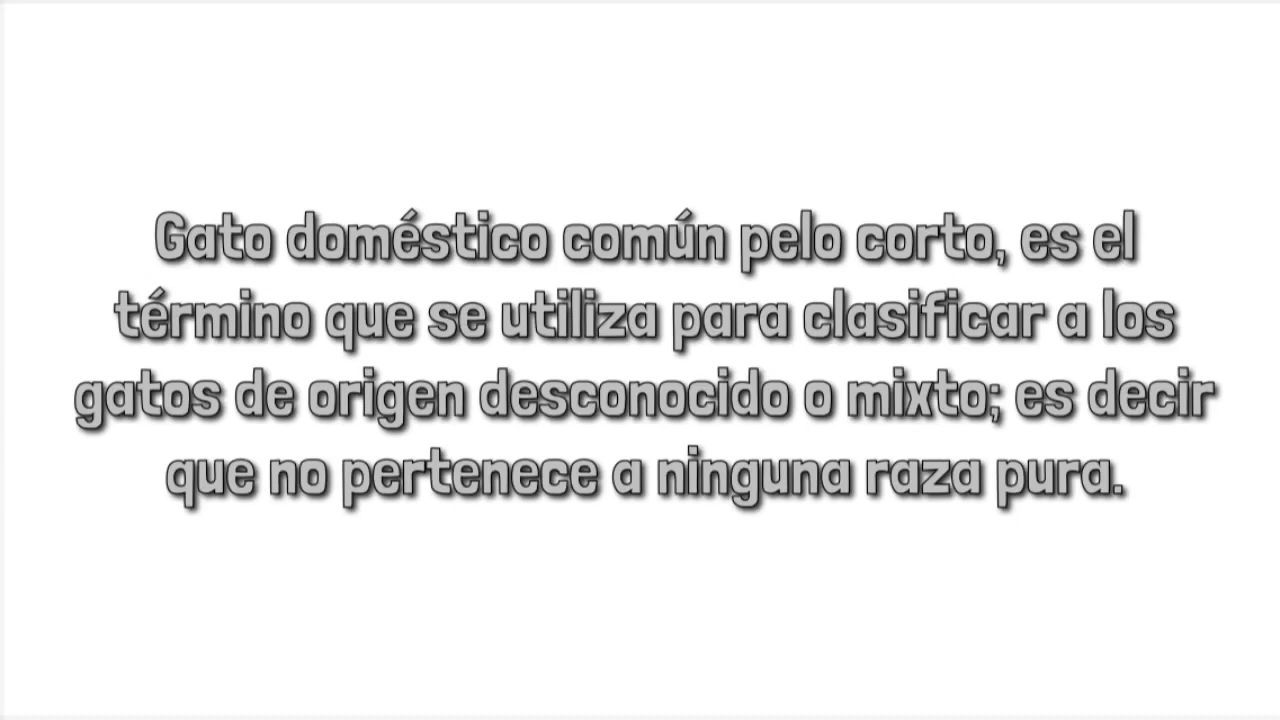 Gato doméstico común pelo corto, es el
término que se utiliza para clasificar a los
gatos de origen desconocido o mixto; es decir
que no pertenece a ninguna raza pura.